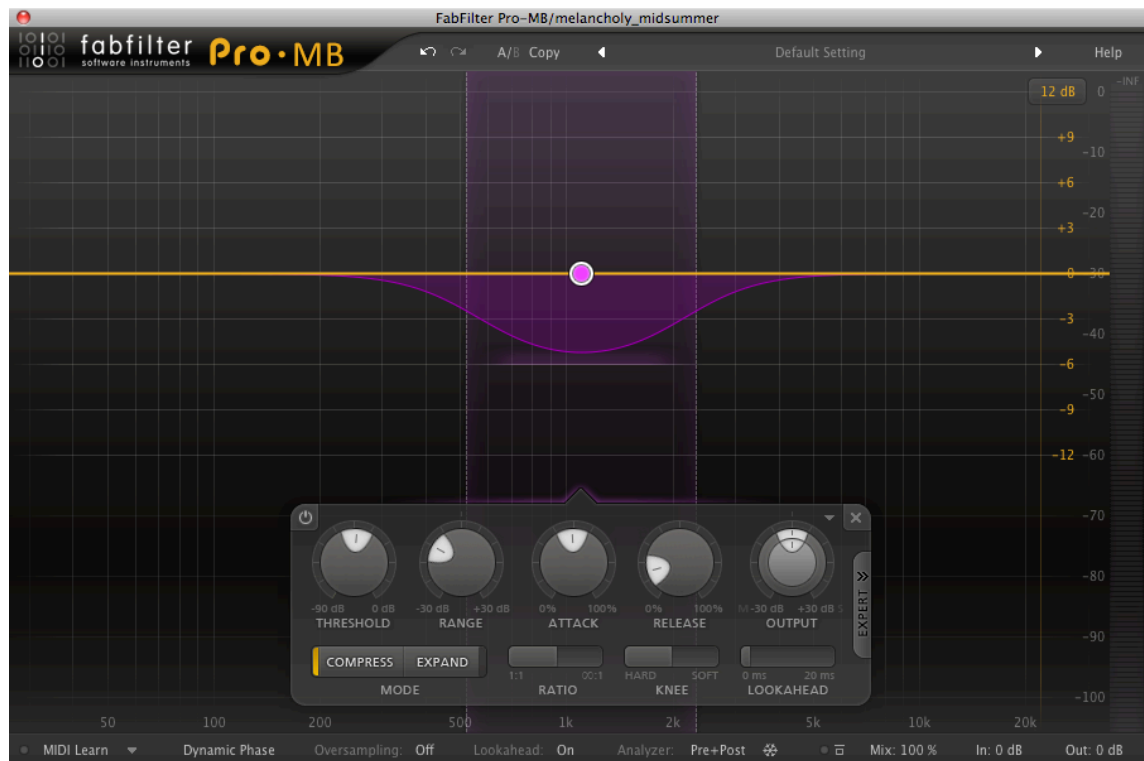 FabFilter Pro-MB/melancholy_midsummer
fabfilter Pro·MB A/B Copy Default Setting Help
software instruments
-INF
12 dB 0
+9
-10
+6
-20
+3
0 -30
-3
-40
-6
-50
-9
-12 -60
-70
-80
-90
-100
-90 dB 0 dB -30 dB +30 dB 0% 100% 0% 100% M -30 dB +30 dB S
THRESHOLD RANGE ATTACK RELEASE OUTPUT
EXPERT
COMPRESS EXPAND
1:1 ∞:1 HARD SOFT 0 ms 20 ms
MODE RATIO KNEE LOOKAHEAD
50 100 200 500 1k 2k 5k 10k 20k
MIDI Learn Dynamic Phase Oversampling: Off Lookahead: On Analyzer: Pre+Post Mix: 100 % In: 0 dB Out: 0 dB